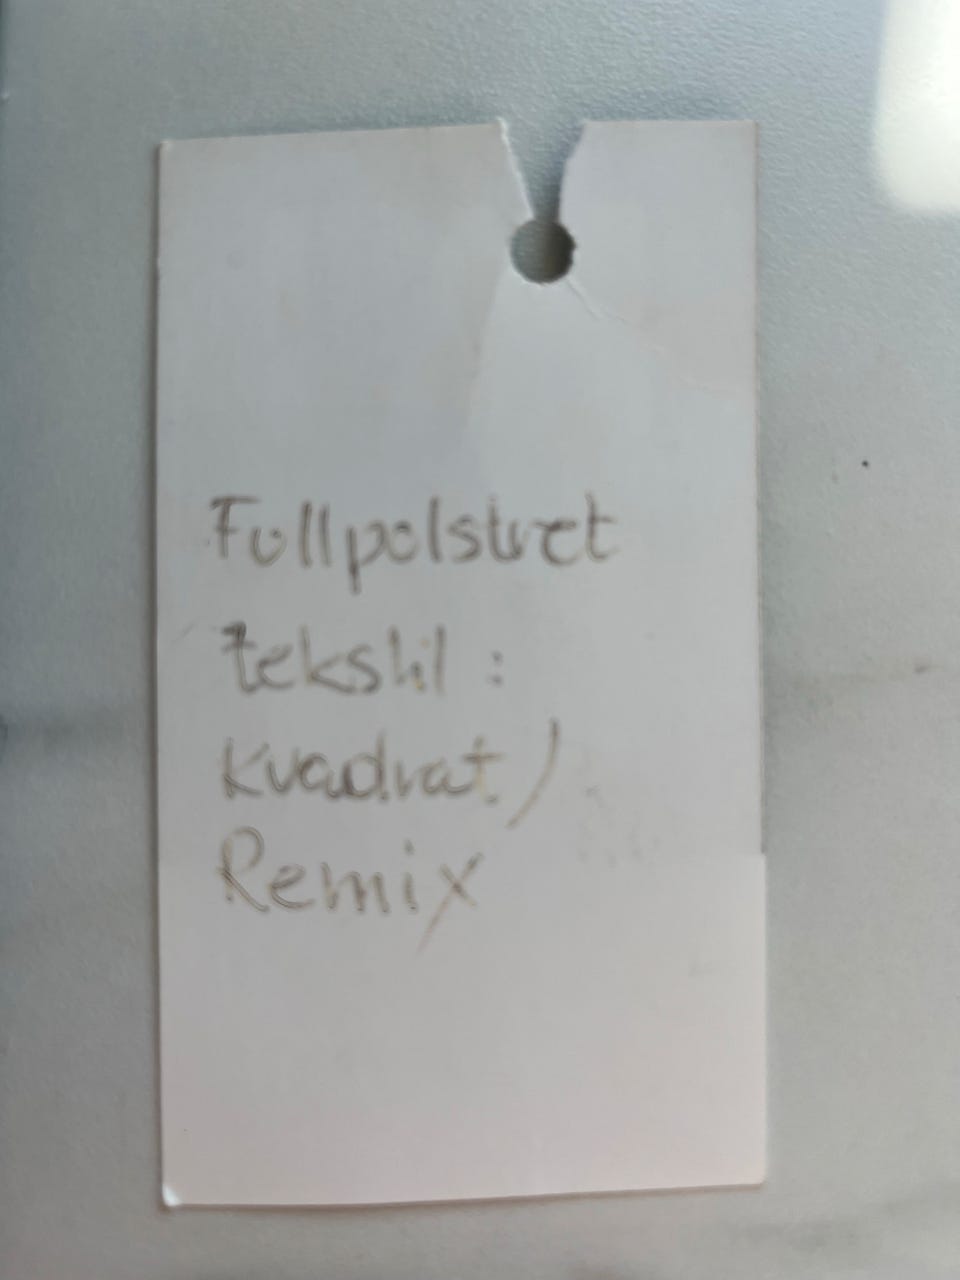 Fullpolstret
tekstil :
kvadrat /
Remix